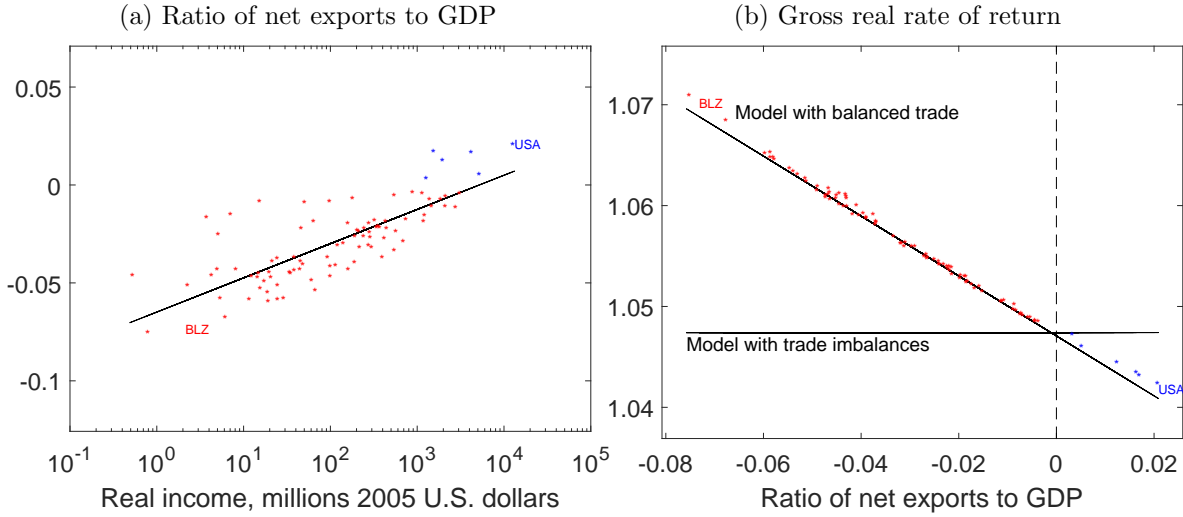 (a) Ratio of net exports to GDP
0.05
0
-0.05
-0.1
USA
BLZ
10^-1 10^0 10^1 10^2 10^3 10^4 10^5
Real income, millions 2005 U.S. dollars
(b) Gross real rate of return
1.07
1.06
1.05
1.04
BLZ
Model with balanced trade
Model with trade imbalances
USA
-0.08 -0.06 -0.04 -0.02 0 0.02
Ratio of net exports to GDP